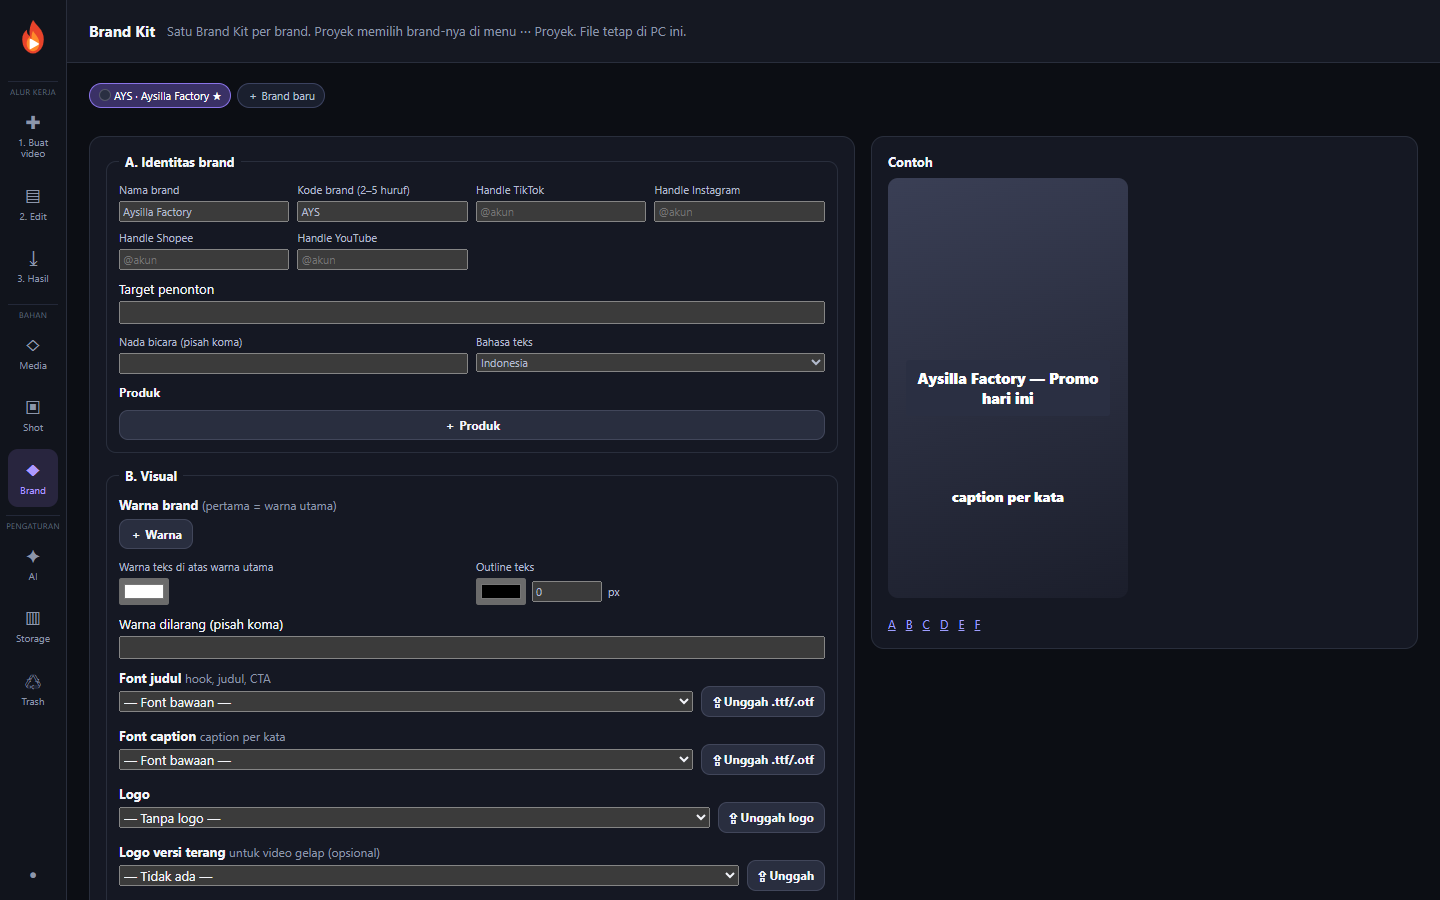 Brand Kit Satu Brand Kit per brand. Proyek memilih brand-nya di menu ··· Proyek. File tetap di PC ini.
ALUR KERJA
1. Buat
video
2. Edit
3. Hasil
BAHAN
Media
Shot
Brand
PENGATURAN
AI
Storage
Trash
AYS · Aysilla Factory ★
+ Brand baru
A. Identitas brand
Nama brand
Kode brand (2–5 huruf)
Handle TikTok
Handle Instagram
Aysilla Factory
AYS
@akun
@akun
Handle Shopee
Handle YouTube
@akun
@akun
Target penonton
Nada bicara (pisah koma)
Bahasa teks
Indonesia
Produk
+ Produk
B. Visual
Warna brand (pertama = warna utama)
+ Warna
Warna teks di atas warna utama
Outline teks
0
px
Warna dilarang (pisah koma)
Font judul hook, judul, CTA
— Font bawaan —
⇪ Unggah .ttf/.otf
Font caption caption per kata
— Font bawaan —
⇪ Unggah .ttf/.otf
Logo
— Tanpa logo —
⇪ Unggah logo
Logo versi terang untuk video gelap (opsional)
— Tidak ada —
⇪ Unggah
Contoh
Aysilla Factory — Promo
hari ini
caption per kata
A B C D E F